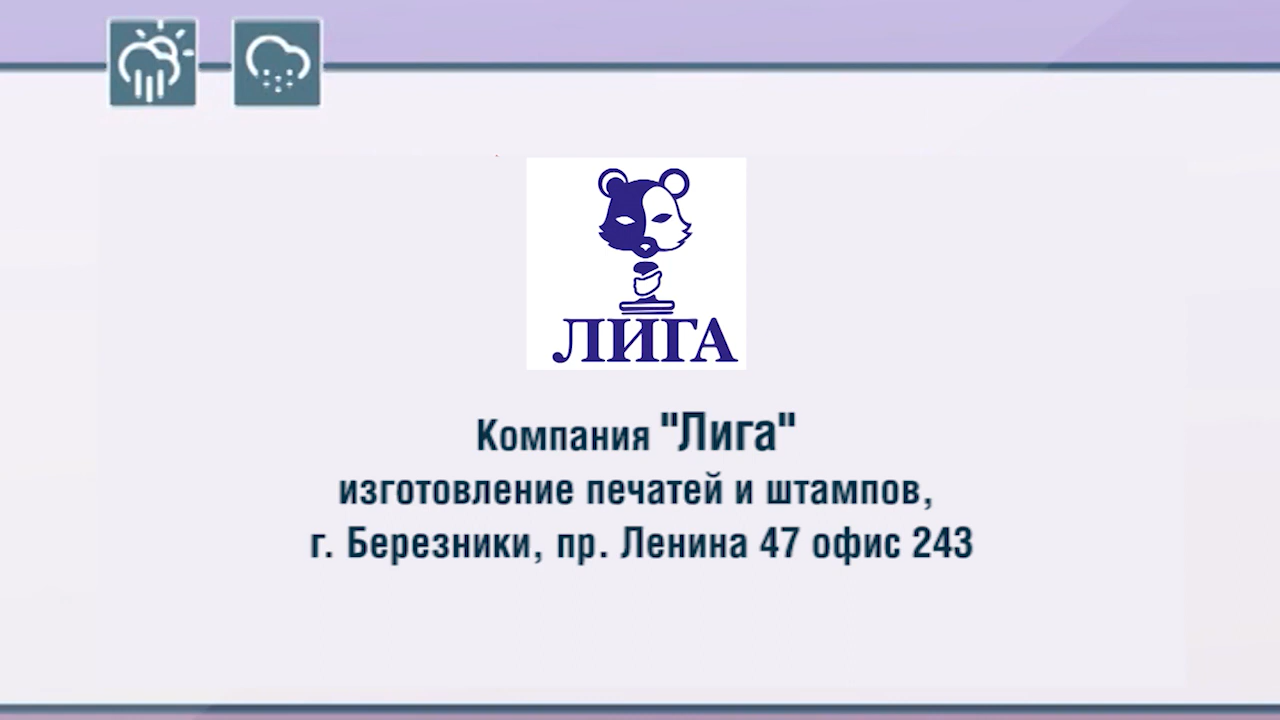 ЛИГА
Компания "Лига"
изготовление печатей и штампов,
г. Березники, пр. Ленина 47 офис 243